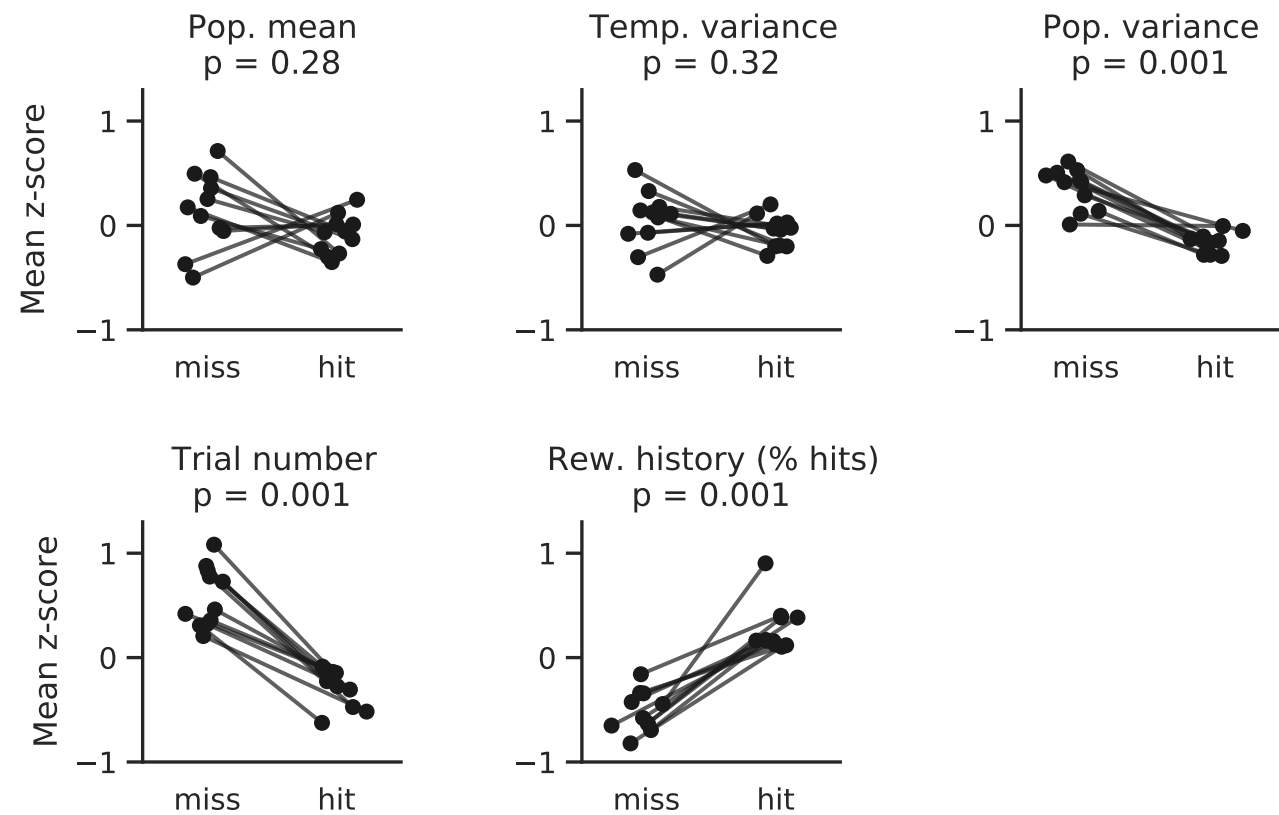 Pop. mean
p = 0.28
Temp. variance
p = 0.32
Pop. variance
p = 0.001
Mean z-score
1
0
−1
miss hit
1
0
−1
miss hit
1
0
−1
miss hit
Trial number
p = 0.001
Rew. history (% hits)
p = 0.001
Mean z-score
1
0
−1
miss hit
1
0
−1
miss hit